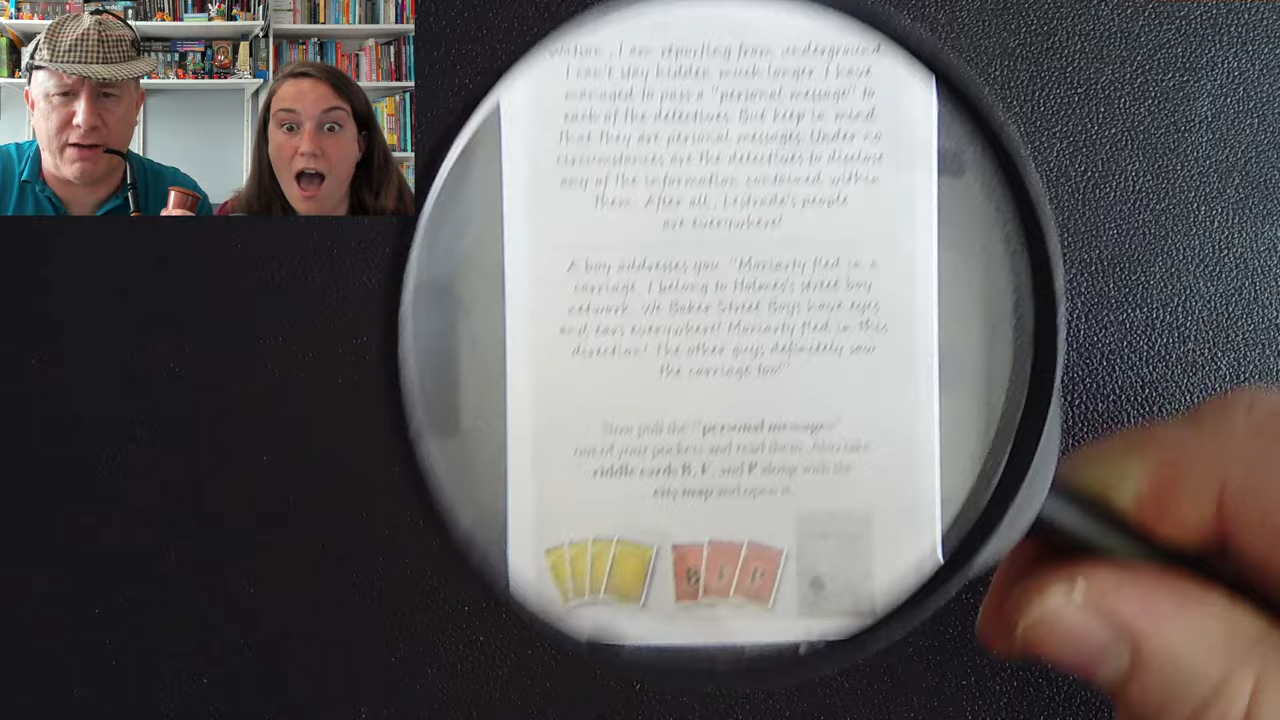 Watson, I am reporting from underground.
I can't stay hidden much longer. I have
managed to pass a "personal message" to
each of the detectives. But keep in mind
that they are personal messages. Under no
circumstances are the detectives to disclose
any of the information contained within
them. After all, Lestrade's people
are everywhere!
A boy addresses you: "Moriarty fled in a
carriage. I belong to Holmes's street boy
network. We Baker Street Boys have eyes
and ears everywhere! Moriarty fled in this
direction! The other guys definitely saw
the carriage too!"
Now pull the "personal messages"
out of your pockets and read them. Also take
riddle cards B, F, and P along with the
city map and open it.
B F P